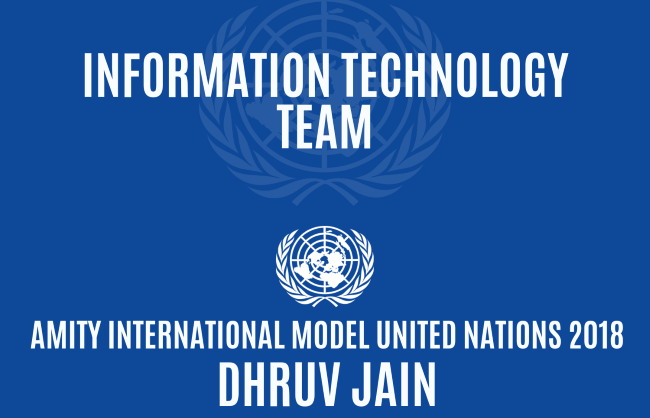 INFORMATION TECHNOLOGY
TEAM
AMITY INTERNATIONAL MODEL UNITED NATIONS 2018
DHRUV JAIN